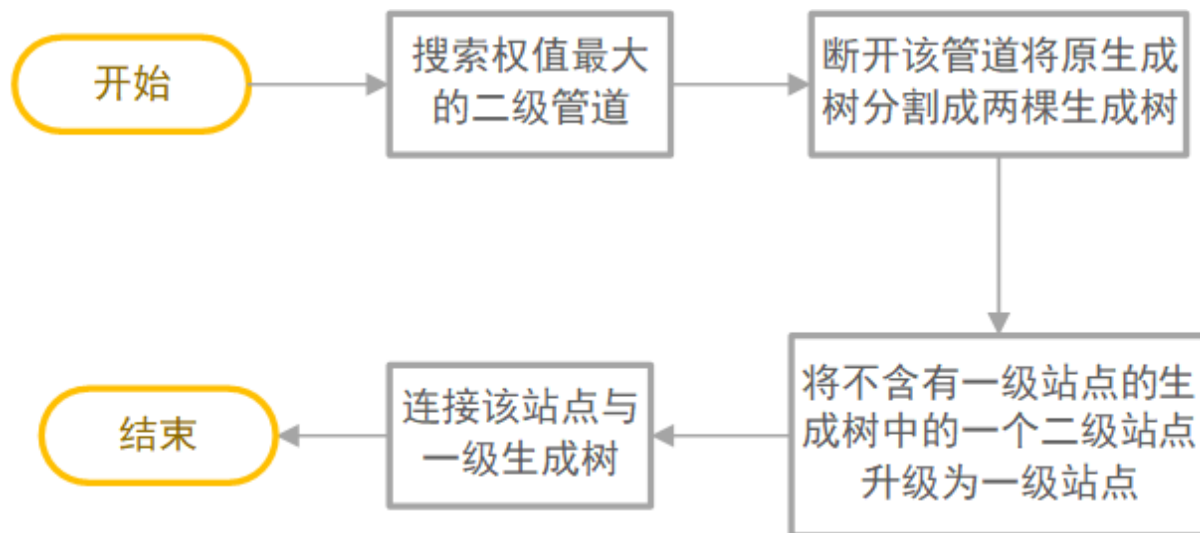 开始
搜索权值最大
的二级管道
断开该管道将原生成
树分割成两棵生成树
将不含有一级站点的生
成树中的一个二级站点
升级为一级站点
连接该站点与
一级生成树
结束